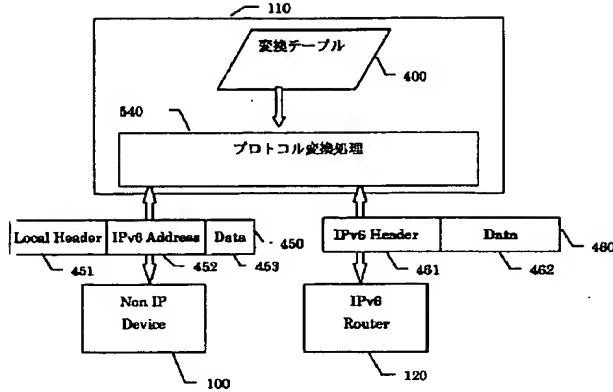 110
変換テーブル
400
540
プロトコル変換処理
Local Header IPv6 Address Data 450
451 452 453
IPv6 Header Data 460
461 462
Non IP
Device
100
IPv6
Router
120